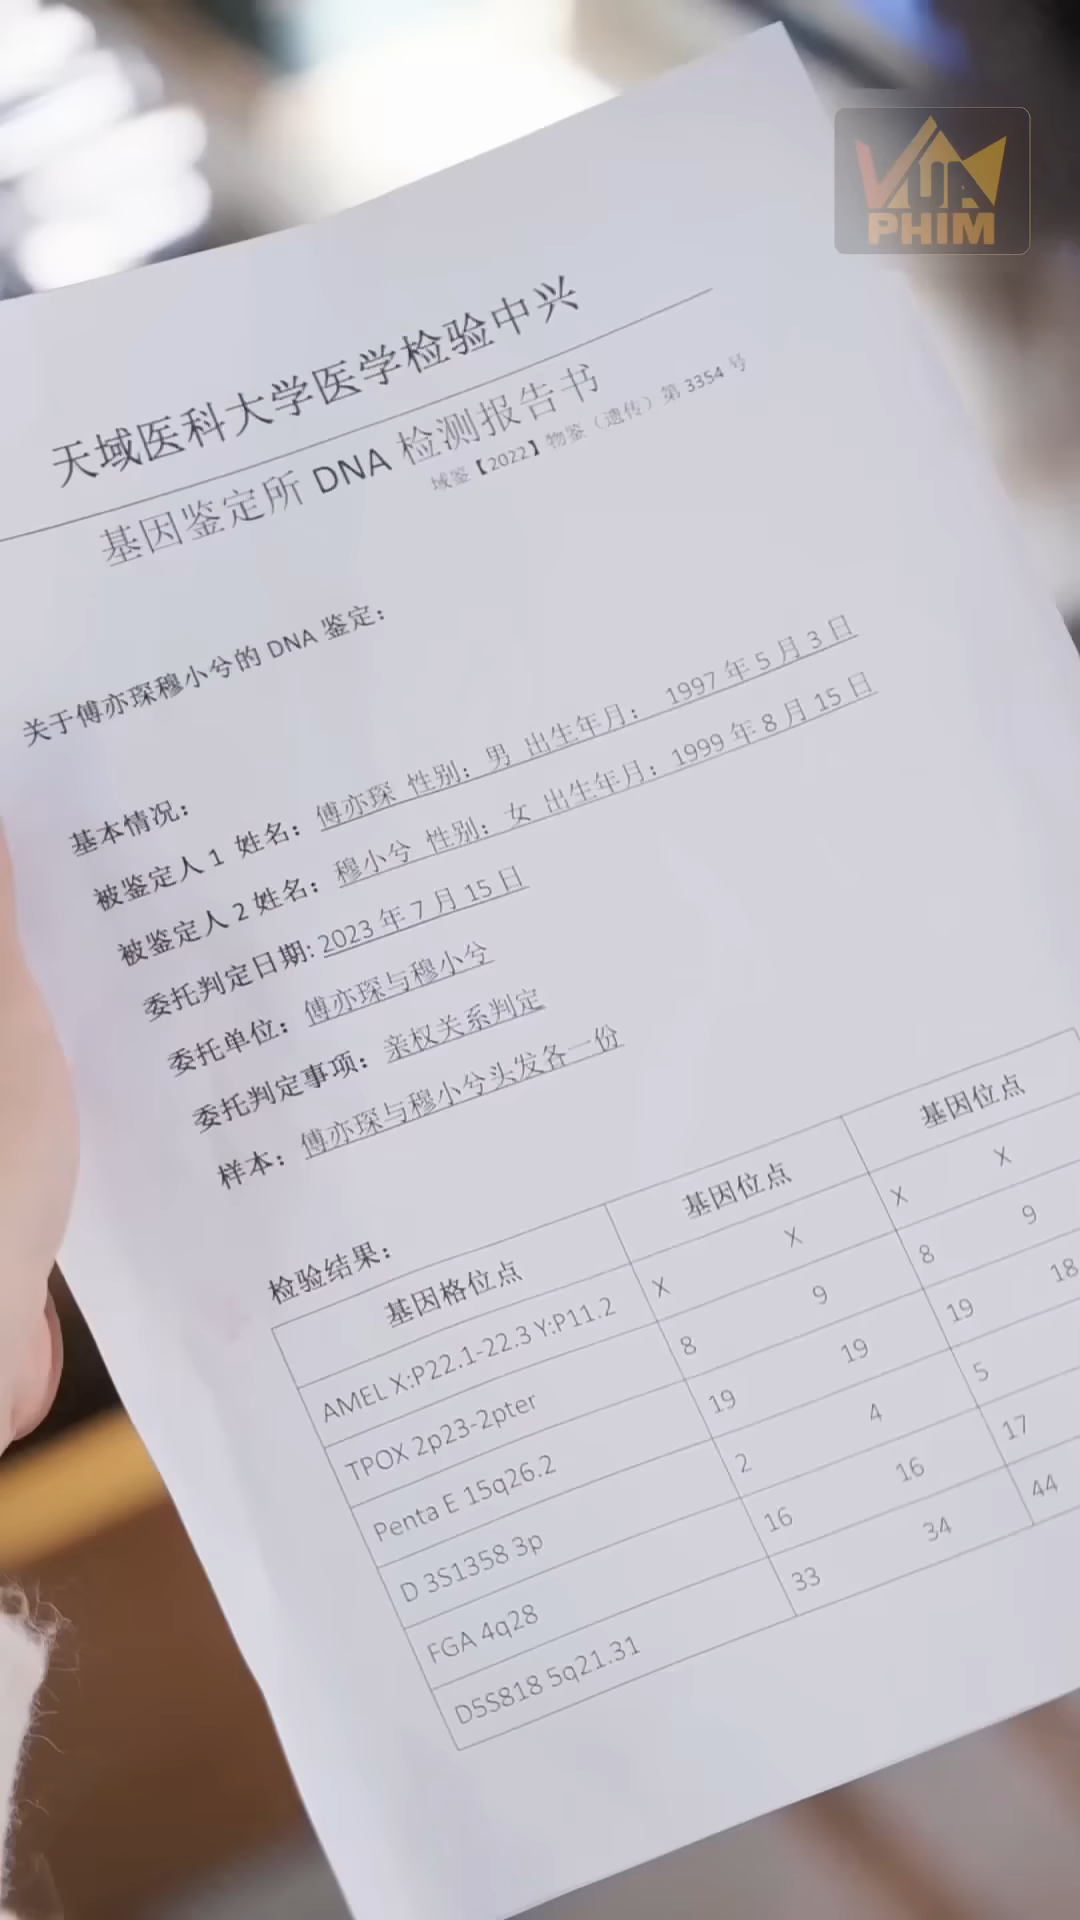 VUA
PHIM
天域医科大学医学检验中兴
基因鉴定所 DNA 检测报告书
域鉴【2022】物鉴（遗传）第 3354 号
关于傅亦琛穆小兮的 DNA 鉴定：
基本情况：
被鉴定人 1 姓名： 傅亦琛 性别：男 出生年月： 1997 年 5 月 3 日
被鉴定人 2 姓名： 穆小兮 性别：女 出生年月：1999 年 8 月 15 日
委托判定日期: 2023 年 7 月 15 日
委托单位： 傅亦琛与穆小兮
委托判定事项： 亲权关系判定
样本： 傅亦琛与穆小兮头发各一份
检验结果：
基因格位点 基因位点 基因位点
AMEL X:P22.1-22.3 Y:P11.2 X X X X
TPOX 2p23-2pter 8 9 8 9
Penta E 15q26.2 19 19 19 18
D 3S1358 3p 2 4 5
FGA 4q28 16 16 17
D5S818 5q21.31 33 34 44